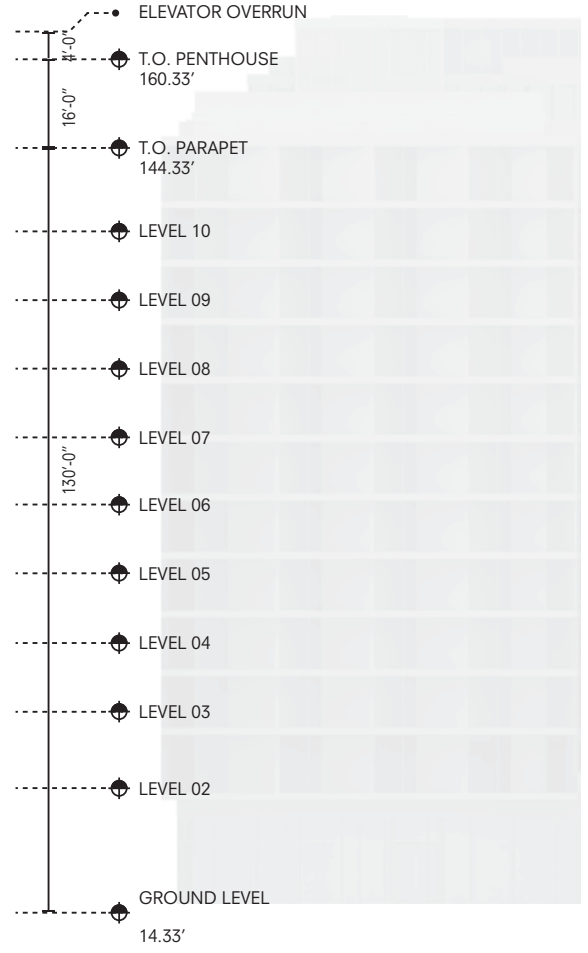 ELEVATOR OVERRUN
4'-0"
T.O. PENTHOUSE
160.33'
16'-0"
T.O. PARAPET
144.33'
LEVEL 10
LEVEL 09
LEVEL 08
LEVEL 07
130'-0"
LEVEL 06
LEVEL 05
LEVEL 04
LEVEL 03
LEVEL 02
GROUND LEVEL
14.33'